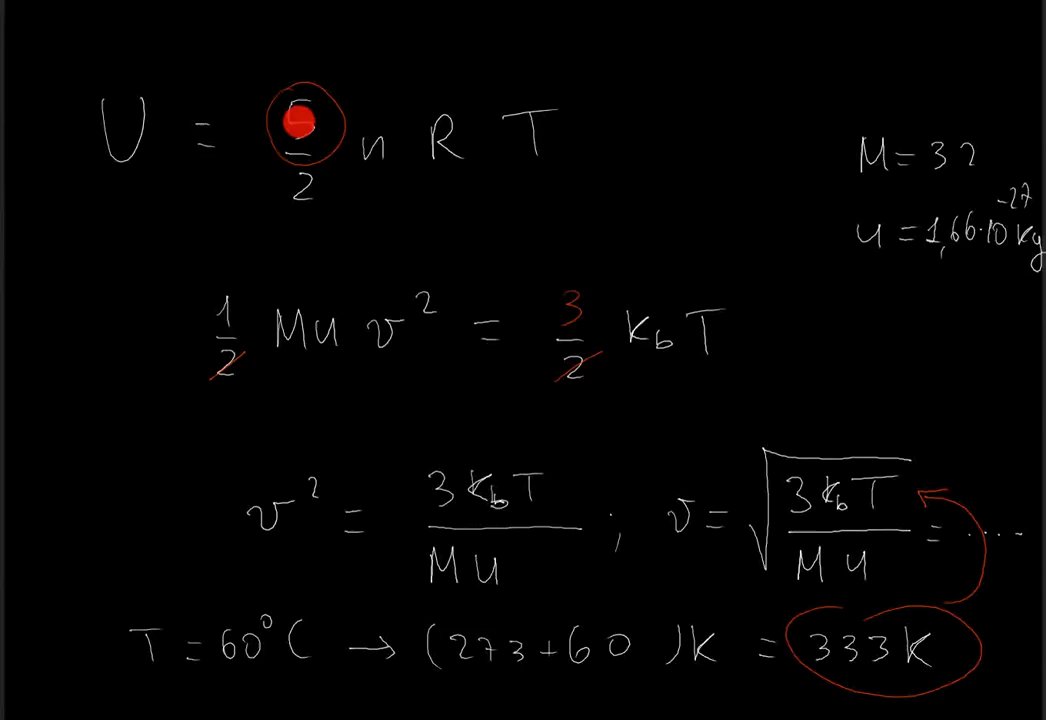 U = 5/2 n R T
M = 32
u = 1,66·10^-27 kg
1/2 M u v^2 = 3/2 k_b T
v^2 = 3 k_b T / M u ; v = √(3 k_b T / M u) = ....
T = 60°C → (273+60)K = 333K